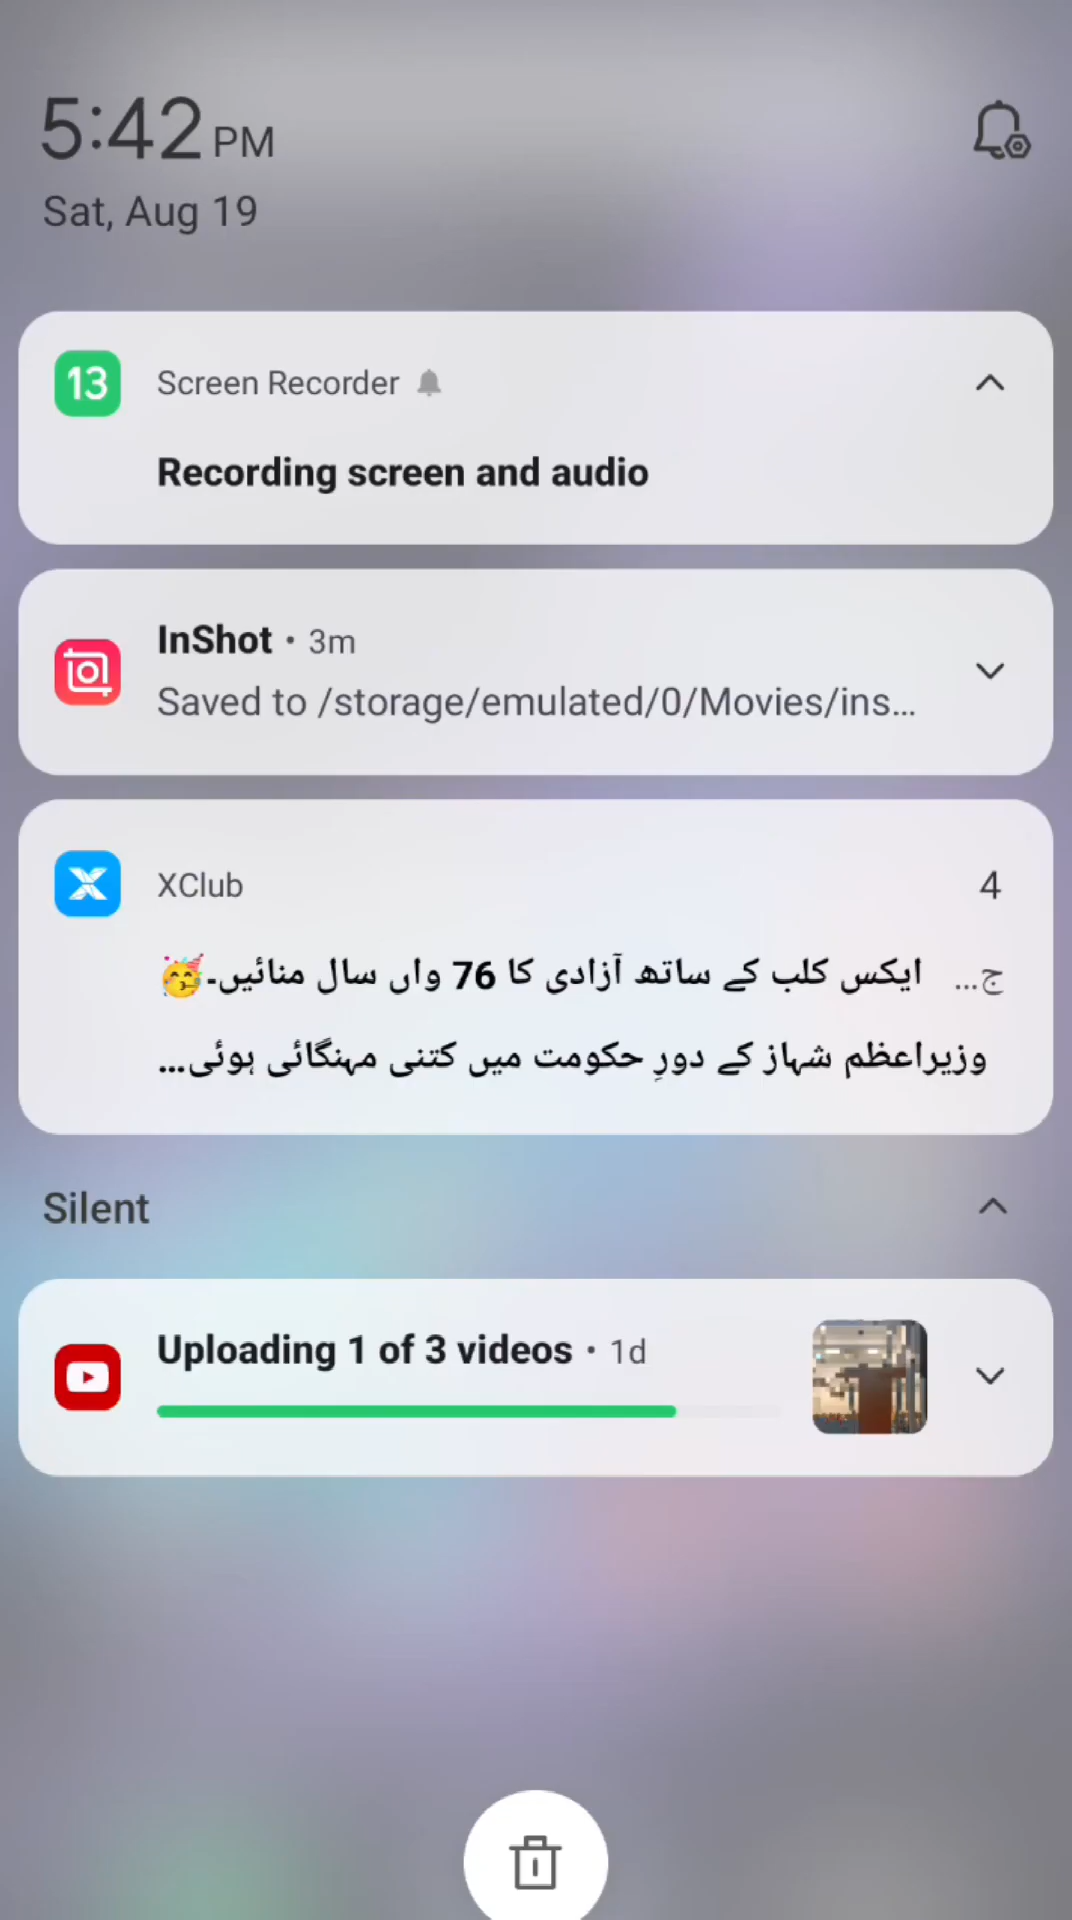 5:42 PM
Sat, Aug 19
13 Screen Recorder
Recording screen and audio
InShot • 3m
Saved to /storage/emulated/0/Movies/ins...
XClub 4
ایکس کلب کے ساتھ آزادی کا 76 واں سال منائیں۔🥳 ج...
وزیراعظم شہاز کے دورِ حکومت میں کتنی مہنگائی ہوئی...
Silent
Uploading 1 of 3 videos • 1d